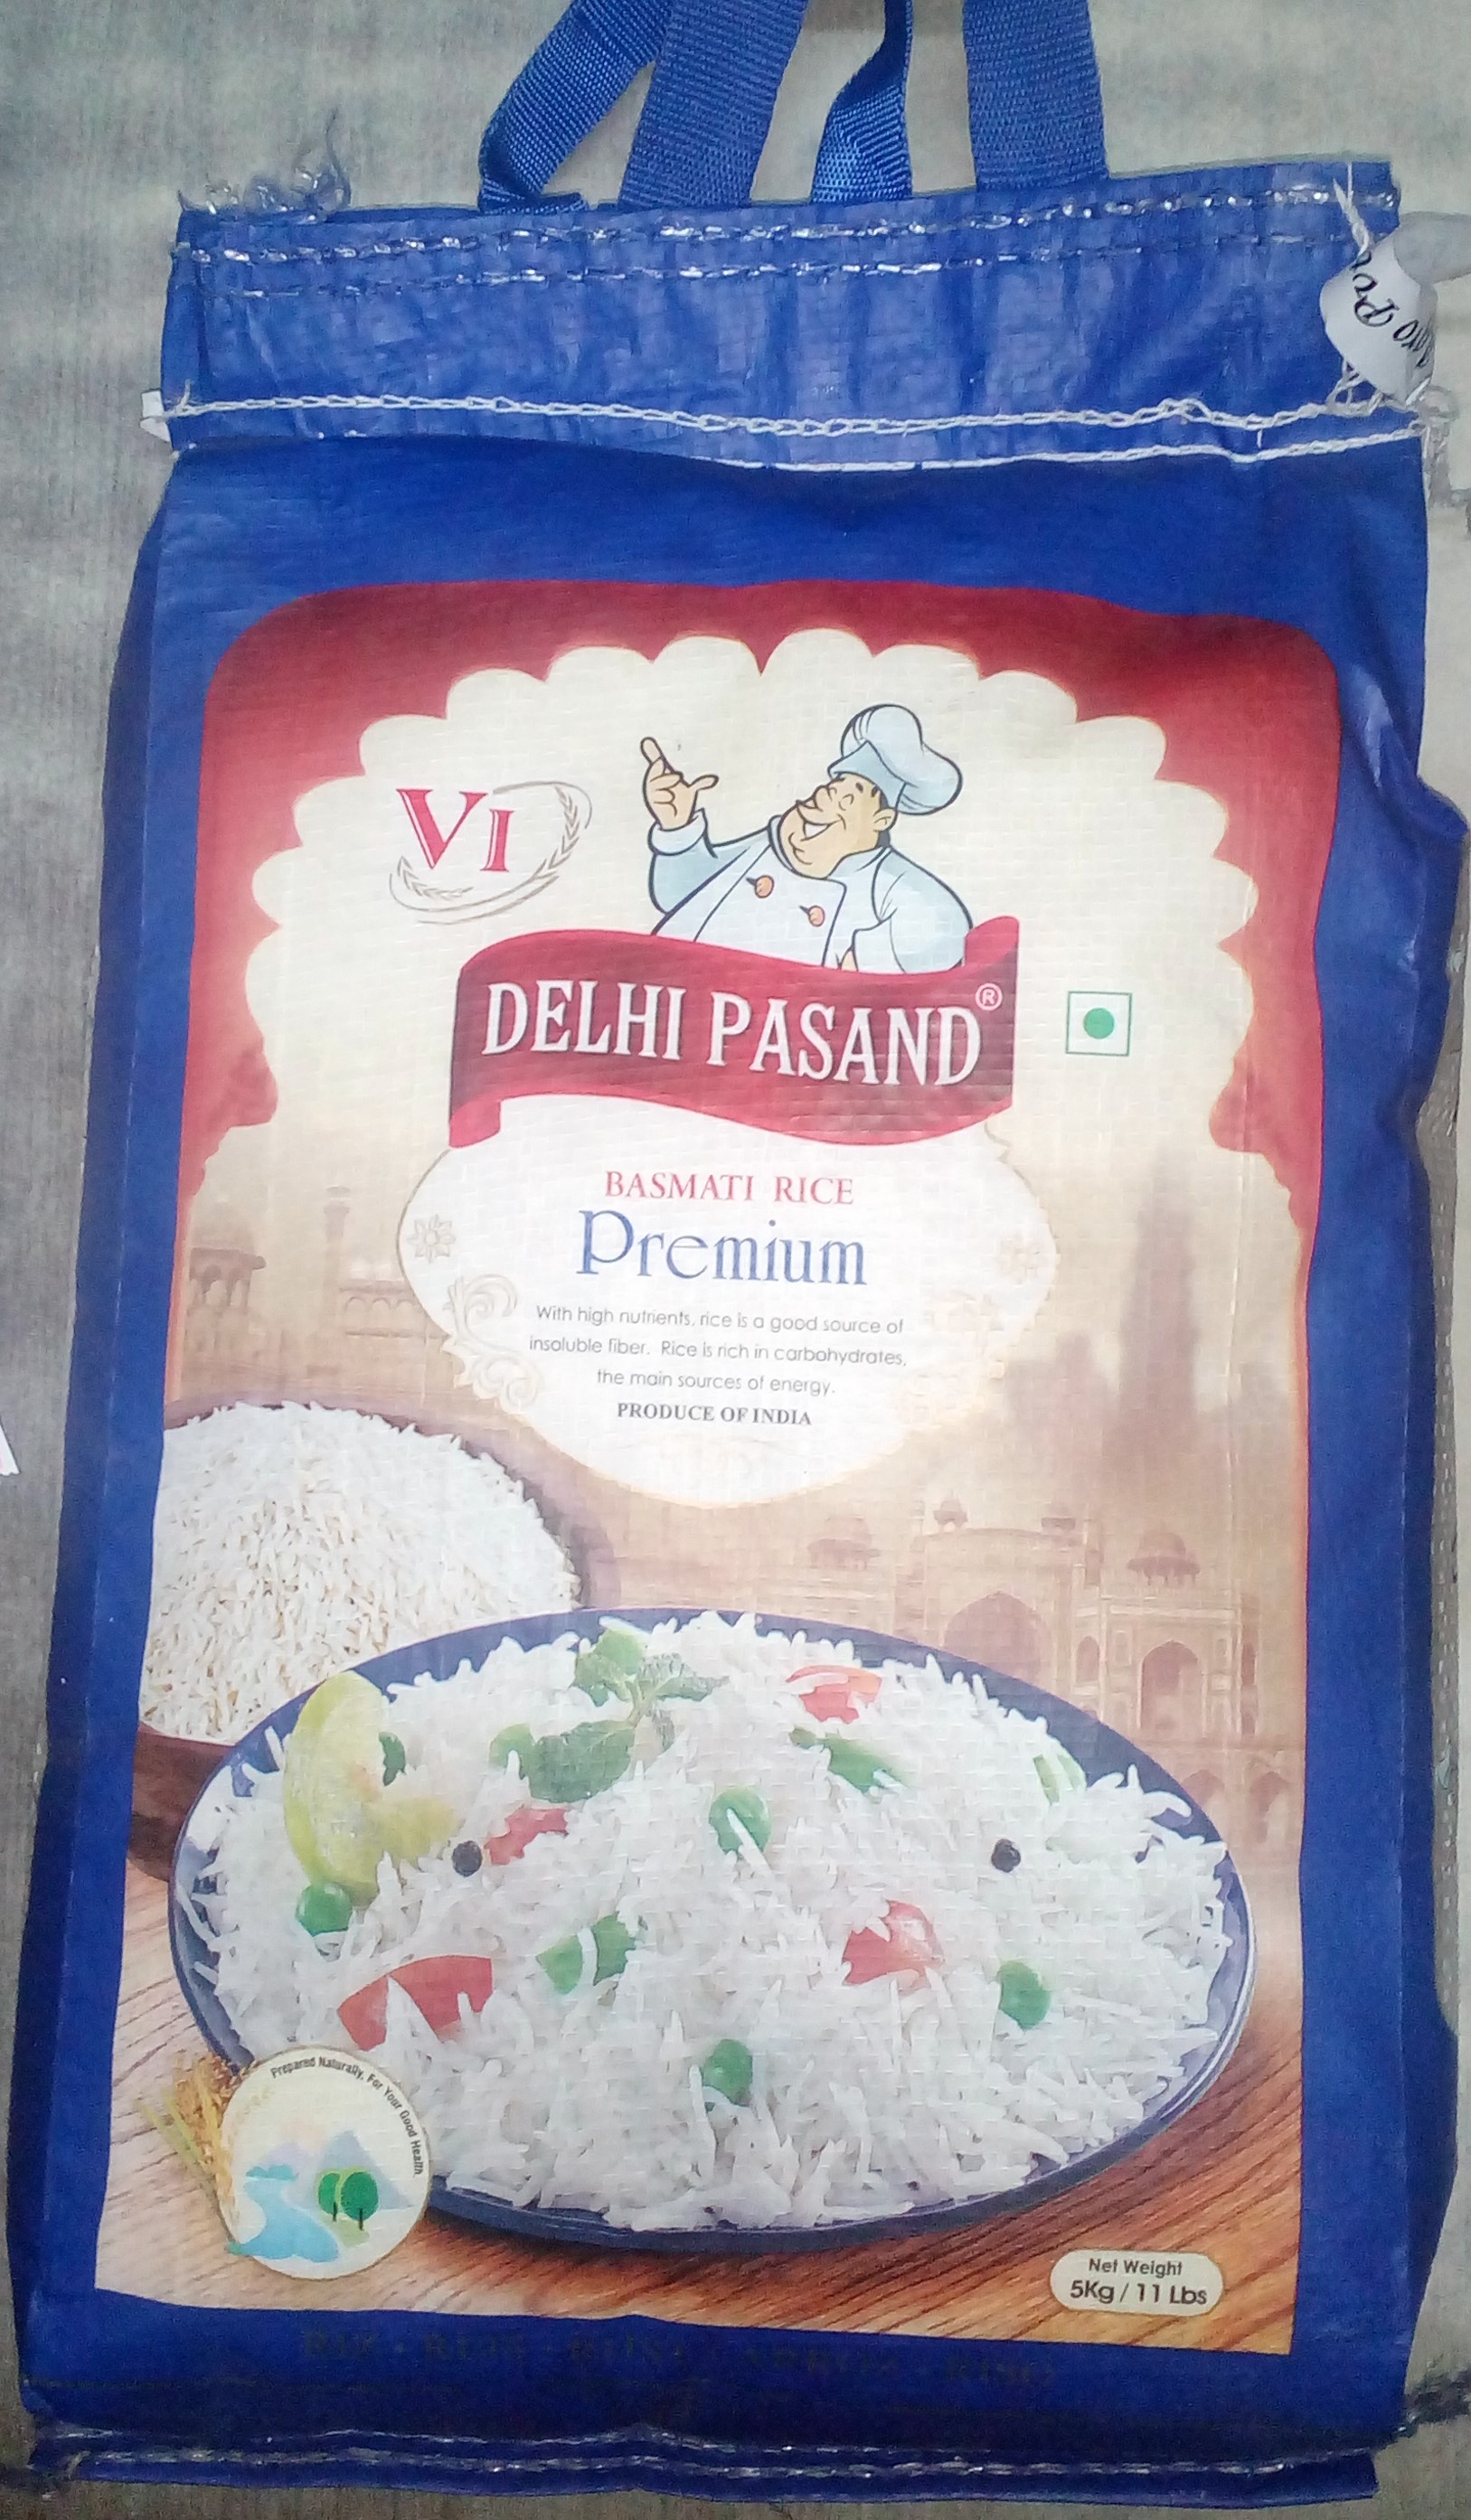 VI
DELHI PASAND®
BASMATI RICE
Premium
With high nutrients, rice is a good source of
insoluble fiber. Rice is rich in carbohydrates,
the main sources of energy.
PRODUCE OF INDIA
Prepared Naturally, For Your Good Health
Net Weight
5Kg / 11 Lbs